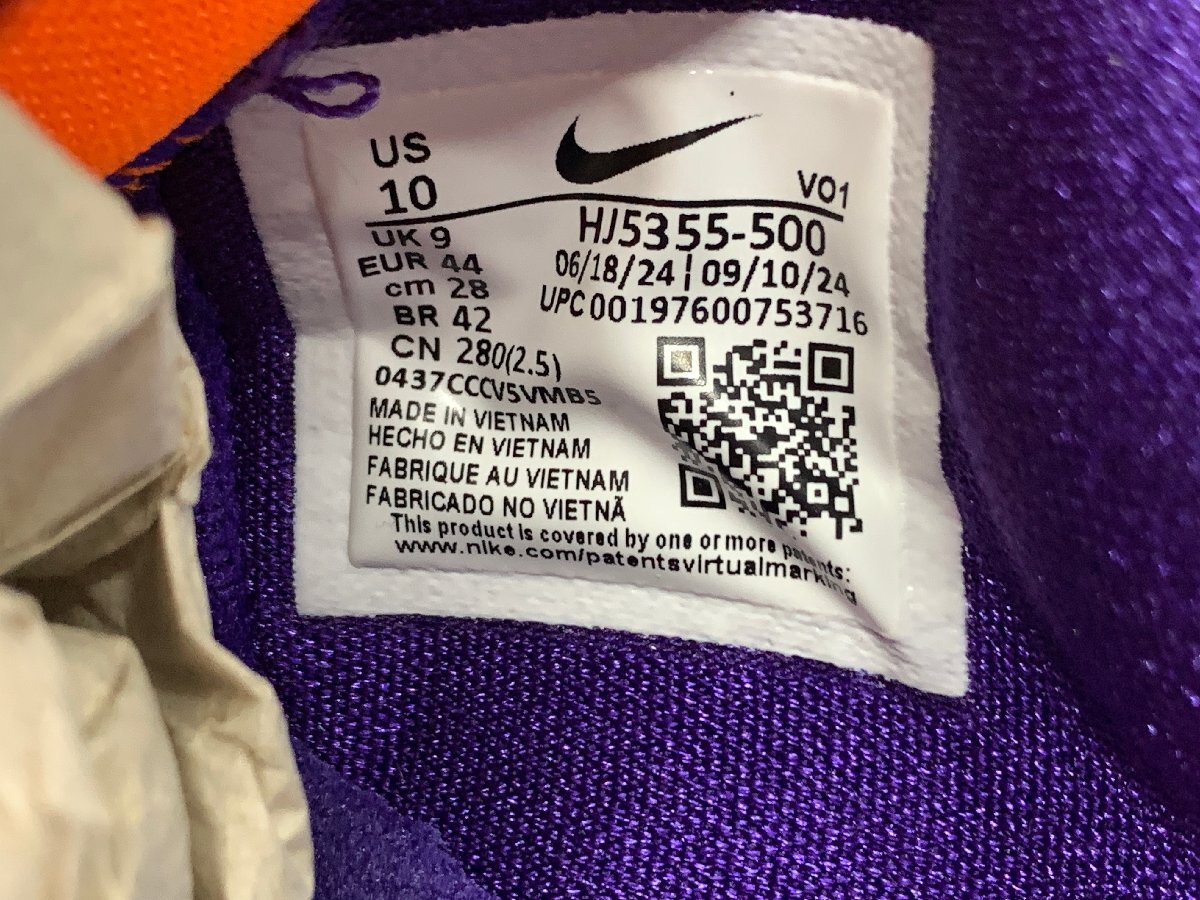 US
10
VO1
UK 9
HJ5355-500
EUR 44
06/18/24 | 09/10/24
cm 28
UPC 00197600753716
BR 42
CN 280(2.5)
0437CCCV5VMB5
MADE IN VIETNAM
HECHO EN VIETNAM
FABRIQUE AU VIETNAM
FABRICADO NO VIETNÃ
This product is covered by one or more patents:
www.nike.com/patentsvirtualmarking